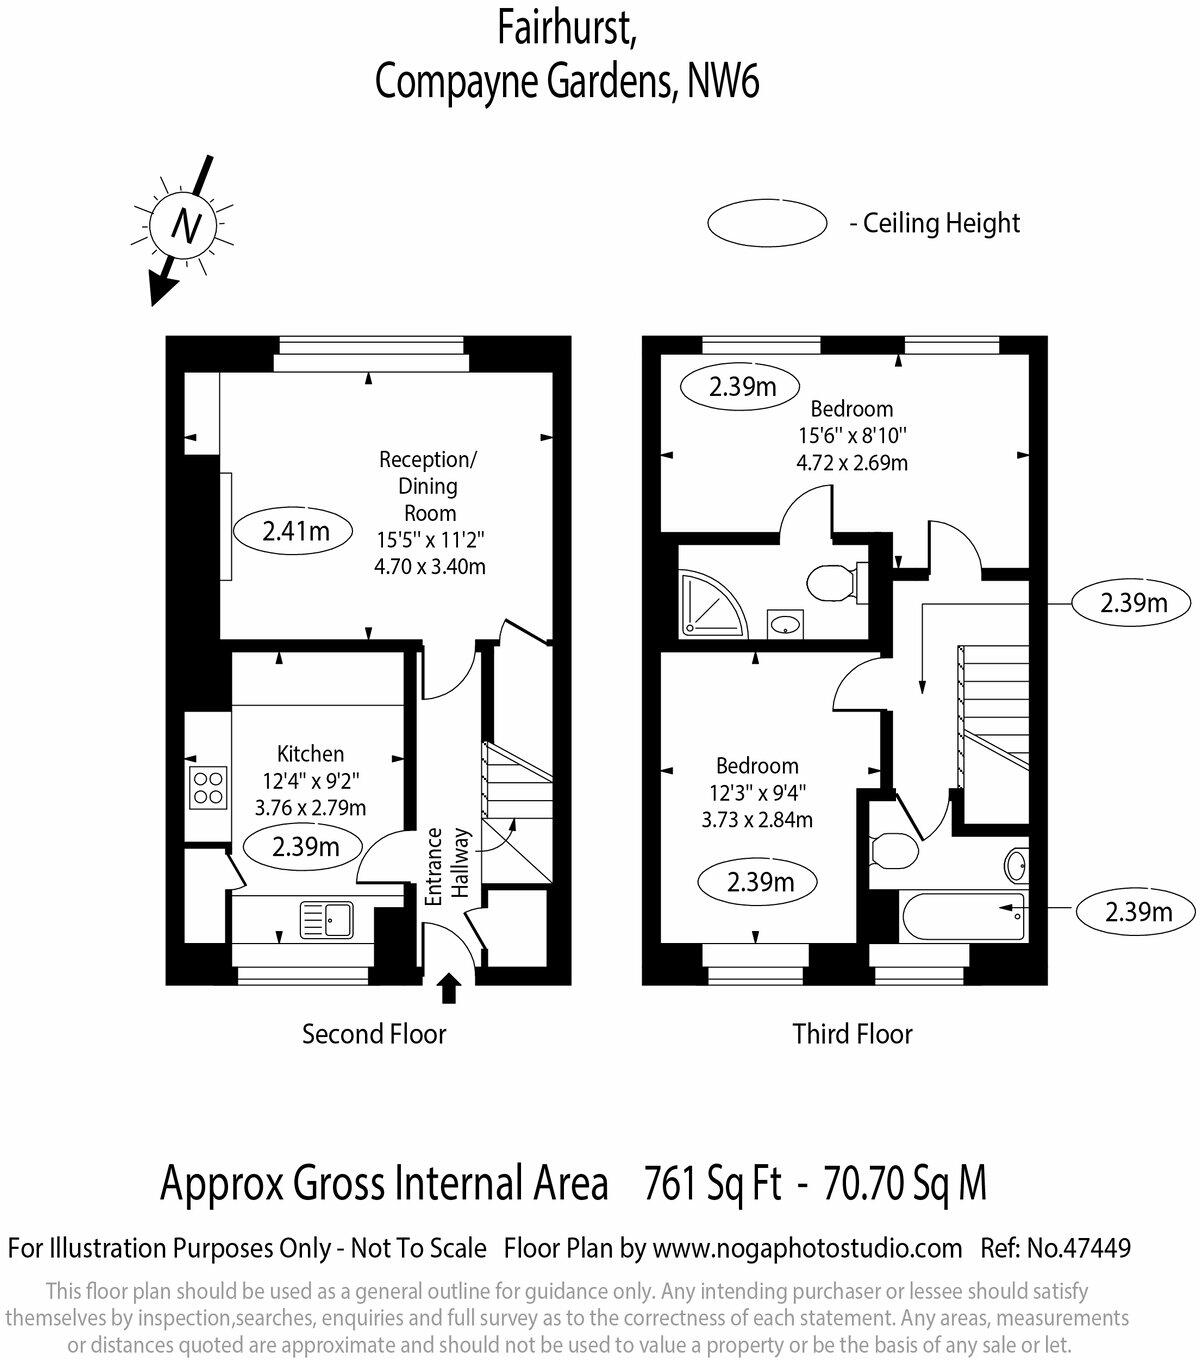 Fairhurst,
Compayne Gardens, NW6
N
- Ceiling Height
Reception/
Dining
Room
15'5" x 11'2"
4.70 x 3.40m
2.41m
Kitchen
12'4" x 9'2"
3.76 x 2.79m
2.39m
Entrance
Hallway
Second Floor
2.39m
Bedroom
15'6" x 8'10"
4.72 x 2.69m
2.39m
Bedroom
12'3" x 9'4"
3.73 x 2.84m
2.39m
2.39m
Third Floor
Approx Gross Internal Area 761 Sq Ft - 70.70 Sq M
For Illustration Purposes Only - Not To Scale Floor Plan by www.nogaphotostudio.com Ref: No.47449
This floor plan should be used as a general outline for guidance only. Any intending purchaser or lessee should satisfy
themselves by inspection,searches, enquiries and full survey as to the correctness of each statement. Any areas, measurements
or distances quoted are approximate and should not be used to value a property or be the basis of any sale or let.